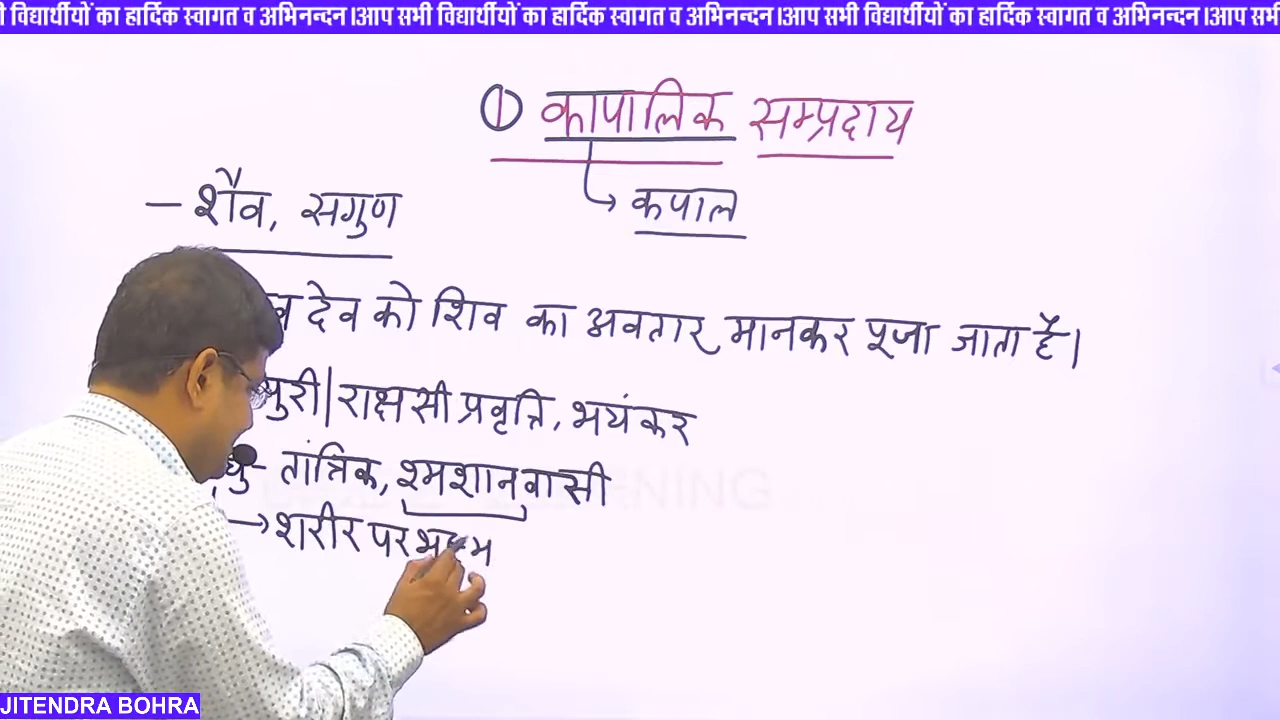 विद्यार्थीयों का हार्दिक स्वागत व अभिनन्दन।आप सभी विद्यार्थीयों का हार्दिक स्वागत व अभिनन्दन।आप सभी विद्यार्थीयों का हार्दिक स्वागत व अभिनन्दन।आप सभी
① कापालिक सम्प्रदाय
→ कपाल
- शैव, सगुण
देव को शिव का अवतार मानकर पूजा जाता है।
पुरी|राक्षसी प्रवृत्ति, भयंकर
तांत्रिक, श्मशानवासी
→ शरीर पर भस्म
JITENDRA BOHRA